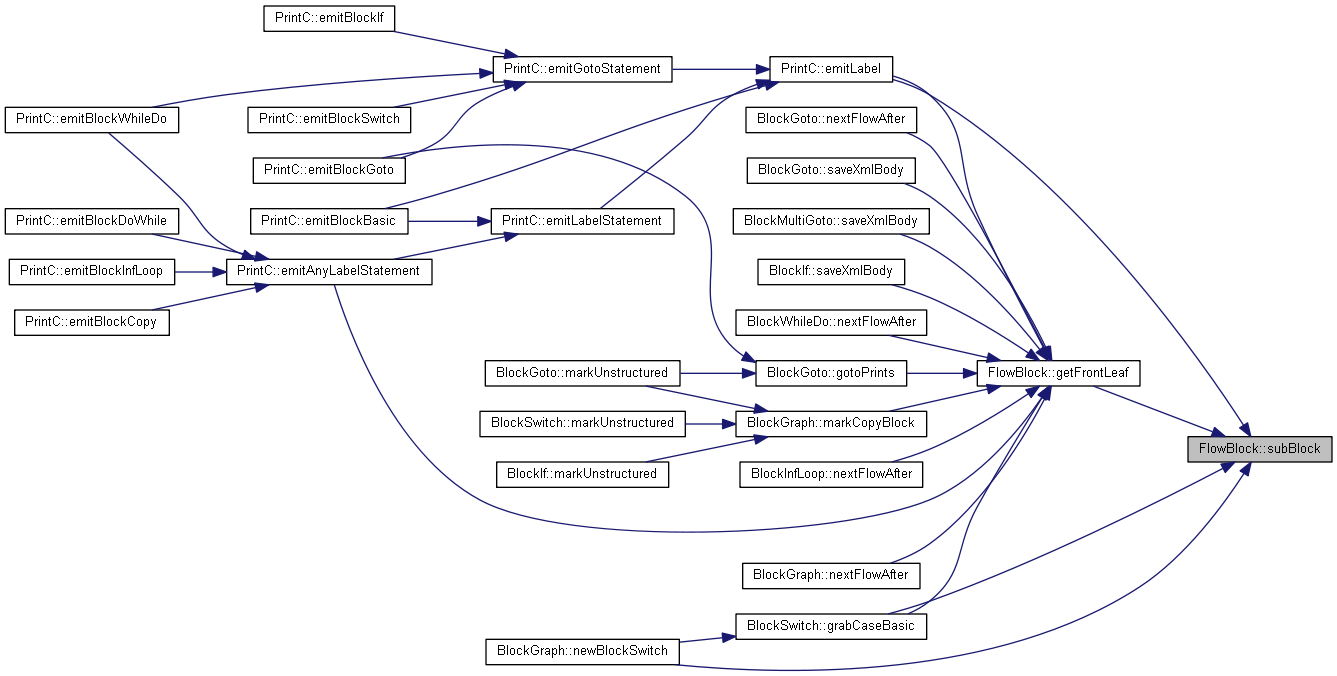 PrintC::emitBlockIf
PrintC::emitGotoStatement
PrintC::emitLabel
PrintC::emitBlockWhileDo
PrintC::emitBlockSwitch
BlockGoto::nextFlowAfter
PrintC::emitBlockGoto
BlockGoto::saveXmlBody
PrintC::emitBlockDoWhile
PrintC::emitBlockBasic
PrintC::emitLabelStatement
BlockMultiGoto::saveXmlBody
PrintC::emitBlockInfLoop
PrintC::emitAnyLabelStatement
BlockIf::saveXmlBody
PrintC::emitBlockCopy
BlockWhileDo::nextFlowAfter
BlockGoto::markUnstructured
BlockGoto::gotoPrints
FlowBlock::getFrontLeaf
BlockSwitch::markUnstructured
BlockGraph::markCopyBlock
FlowBlock::subBlock
BlockIf::markUnstructured
BlockInfLoop::nextFlowAfter
BlockGraph::nextFlowAfter
BlockSwitch::grabCaseBasic
BlockGraph::newBlockSwitch